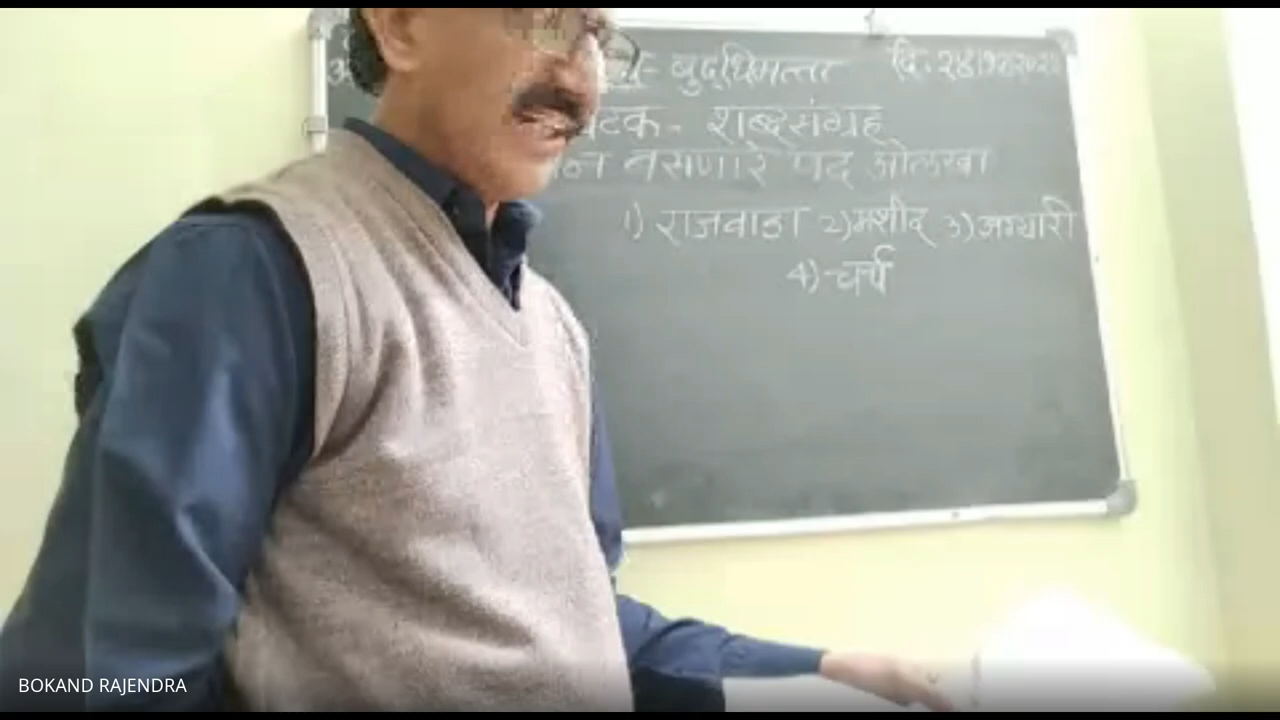 बुद्धिमत्ता
घटक- शब्दसंग्रह
नसणारे पद ओळखा
1) राजवाडा 2) मशीद 3) अग्यारी
4) चर्च
BOKAND RAJENDRA